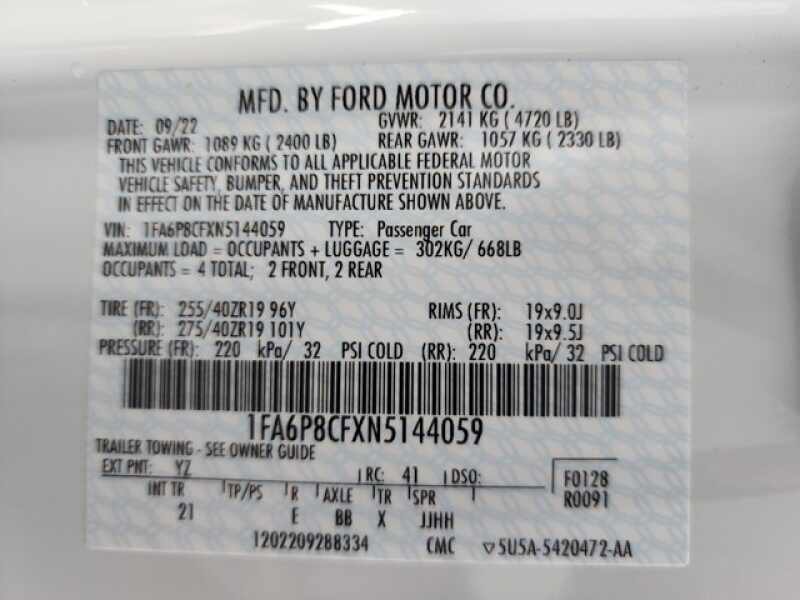 MFD. BY FORD MOTOR CO.
DATE: 09/22 GVWR: 2141 KG ( 4720 LB)
FRONT GAWR: 1089 KG ( 2400 LB) REAR GAWR: 1057 KG ( 2330 LB)
THIS VEHICLE CONFORMS TO ALL APPLICABLE FEDERAL MOTOR
VEHICLE SAFETY, BUMPER, AND THEFT PREVENTION STANDARDS
IN EFFECT ON THE DATE OF MANUFACTURE SHOWN ABOVE.
VIN: 1FA6P8CFXN5144059 TYPE: Passenger Car
MAXIMUM LOAD = OCCUPANTS + LUGGAGE = 302KG/ 668LB
OCCUPANTS = 4 TOTAL; 2 FRONT, 2 REAR
TIRE (FR): 255/40ZR19 96Y RIMS (FR): 19x9.0J
(RR): 275/40ZR19 101Y (RR): 19x9.5J
PRESSURE (FR): 220 kPa/ 32 PSI COLD (RR): 220 kPa/ 32 PSI COLD
1FA6P8CFXN5144059
TRAILER TOWING - SEE OWNER GUIDE
EXT PNT: YZ RC: 41 DSO: F0128
INT TR TP/PS R AXLE TR SPR R0091
21 E BB X JJHH
1202209288334 CMC ▽5U5A-5420472-AA